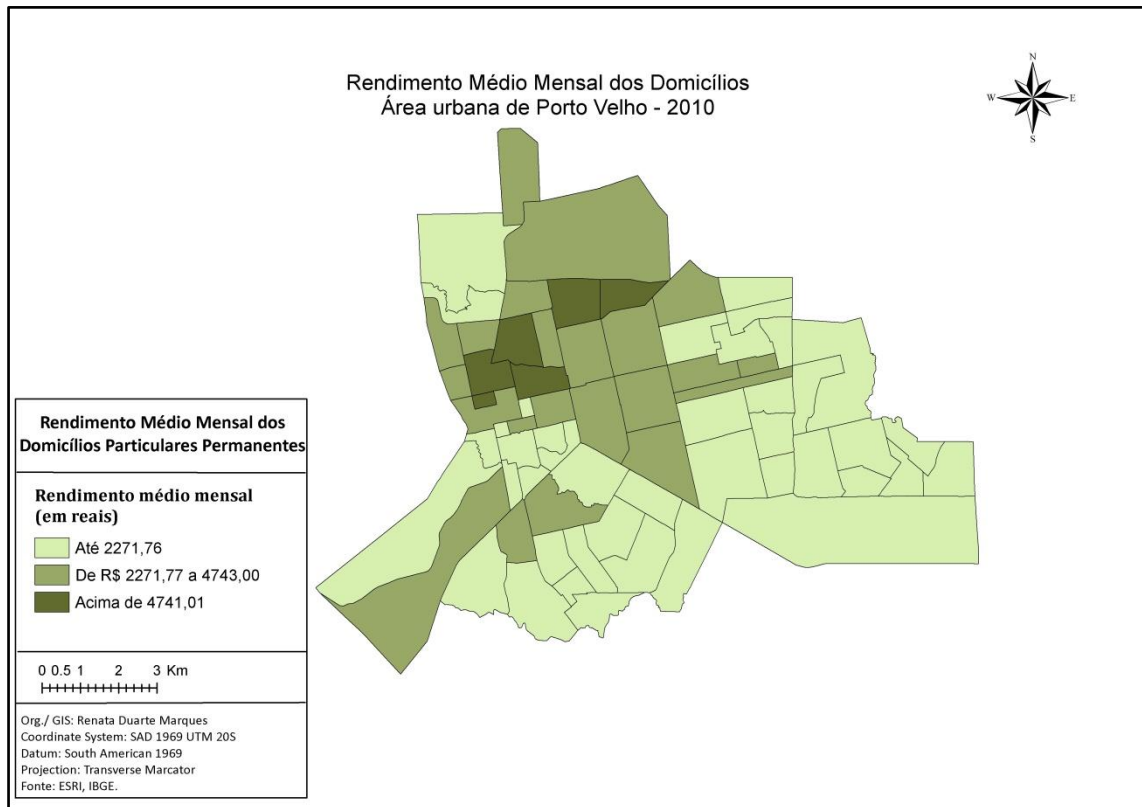 Rendimento Médio Mensal dos Domicílios
Área urbana de Porto Velho - 2010
N
W
E
S
Rendimento Médio Mensal dos
Domicílios Particulares Permanentes
Rendimento médio mensal
(em reais)
Até 2271,76
De R$ 2271,77 a 4743,00
Acima de 4741,01
0 0.5 1 2 3 Km
Org./ GIS: Renata Duarte Marques
Coordinate System: SAD 1969 UTM 20S
Datum: South American 1969
Projection: Transverse Marcator
Fonte: ESRI, IBGE.